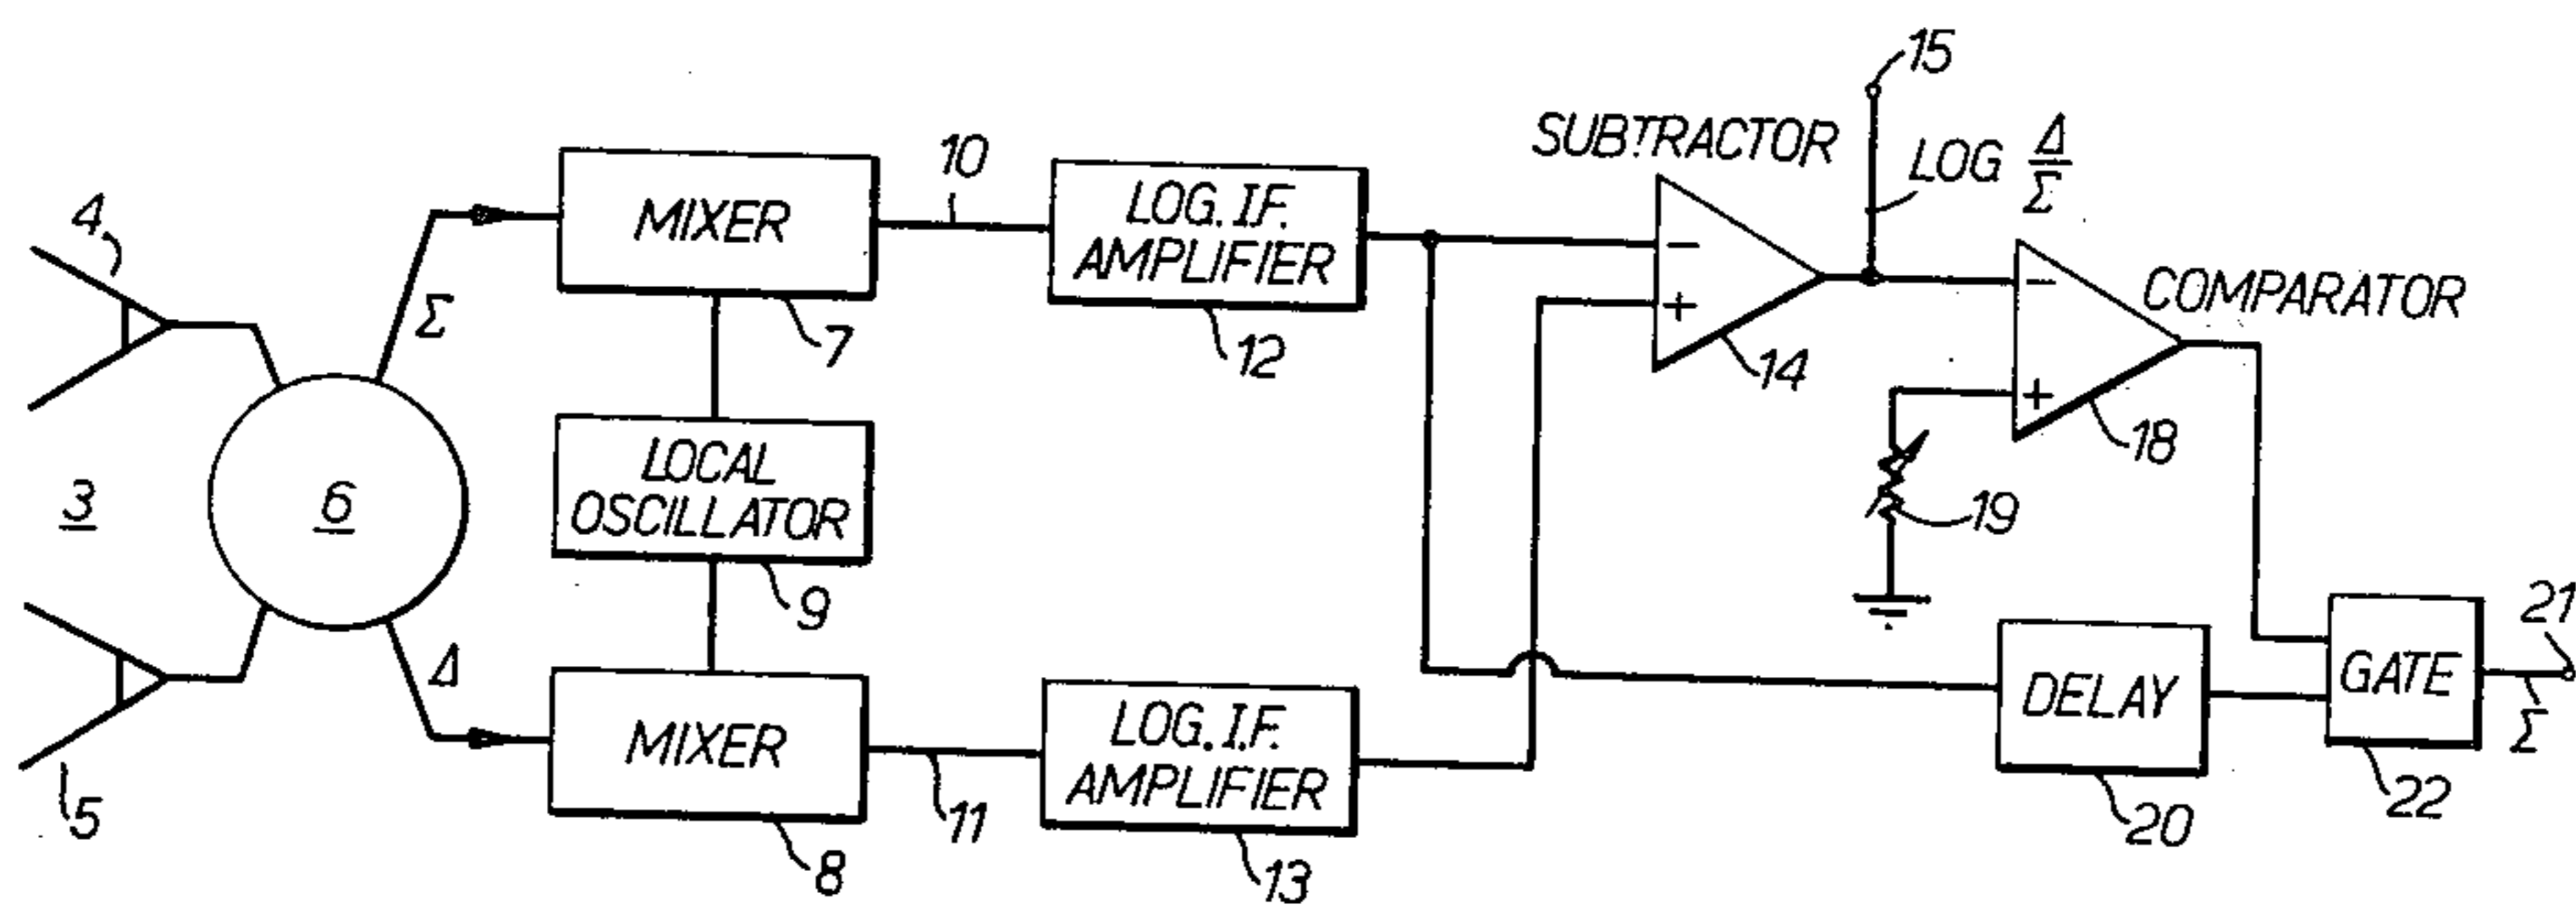 15
SUBTRACTOR
LOG Δ/Σ
10
4
MIXER
LOG. I.F.
AMPLIFIER
−
+
Σ
7
12
14
−
COMPARATOR
+
18
3
6
LOCAL
OSCILLATOR
19
9
21
Δ
DELAY
GATE
Σ
MIXER
LOG. I.F.
AMPLIFIER
5
11
20
22
8
13